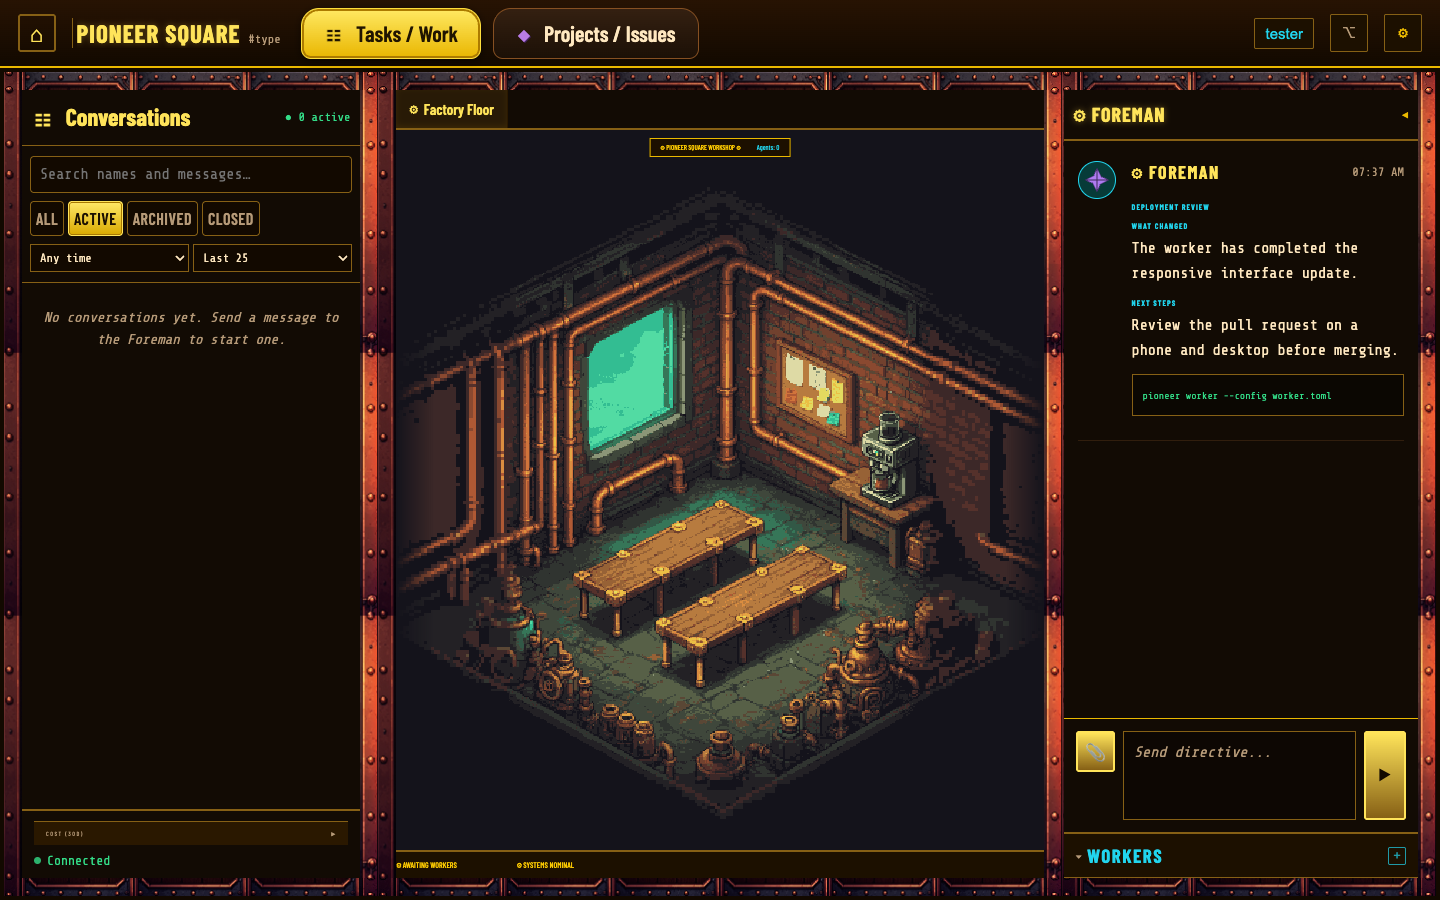 PIONEER SQUARE #type
Tasks / Work
Projects / Issues
tester
Conversations
0 active
Search names and messages…
ALL
ACTIVE
ARCHIVED
CLOSED
Any time
Last 25
No conversations yet. Send a message to
the Foreman to start one.
COST (30D)
Connected
Factory Floor
PIONEER SQUARE WORKSHOP
Agents: 0
AWAITING WORKERS
SYSTEMS NOMINAL
FOREMAN
FOREMAN
07:37 AM
DEPLOYMENT REVIEW
WHAT CHANGED
The worker has completed the
responsive interface update.
NEXT STEPS
Review the pull request on a
phone and desktop before merging.
pioneer worker --config worker.toml
Send directive...
WORKERS